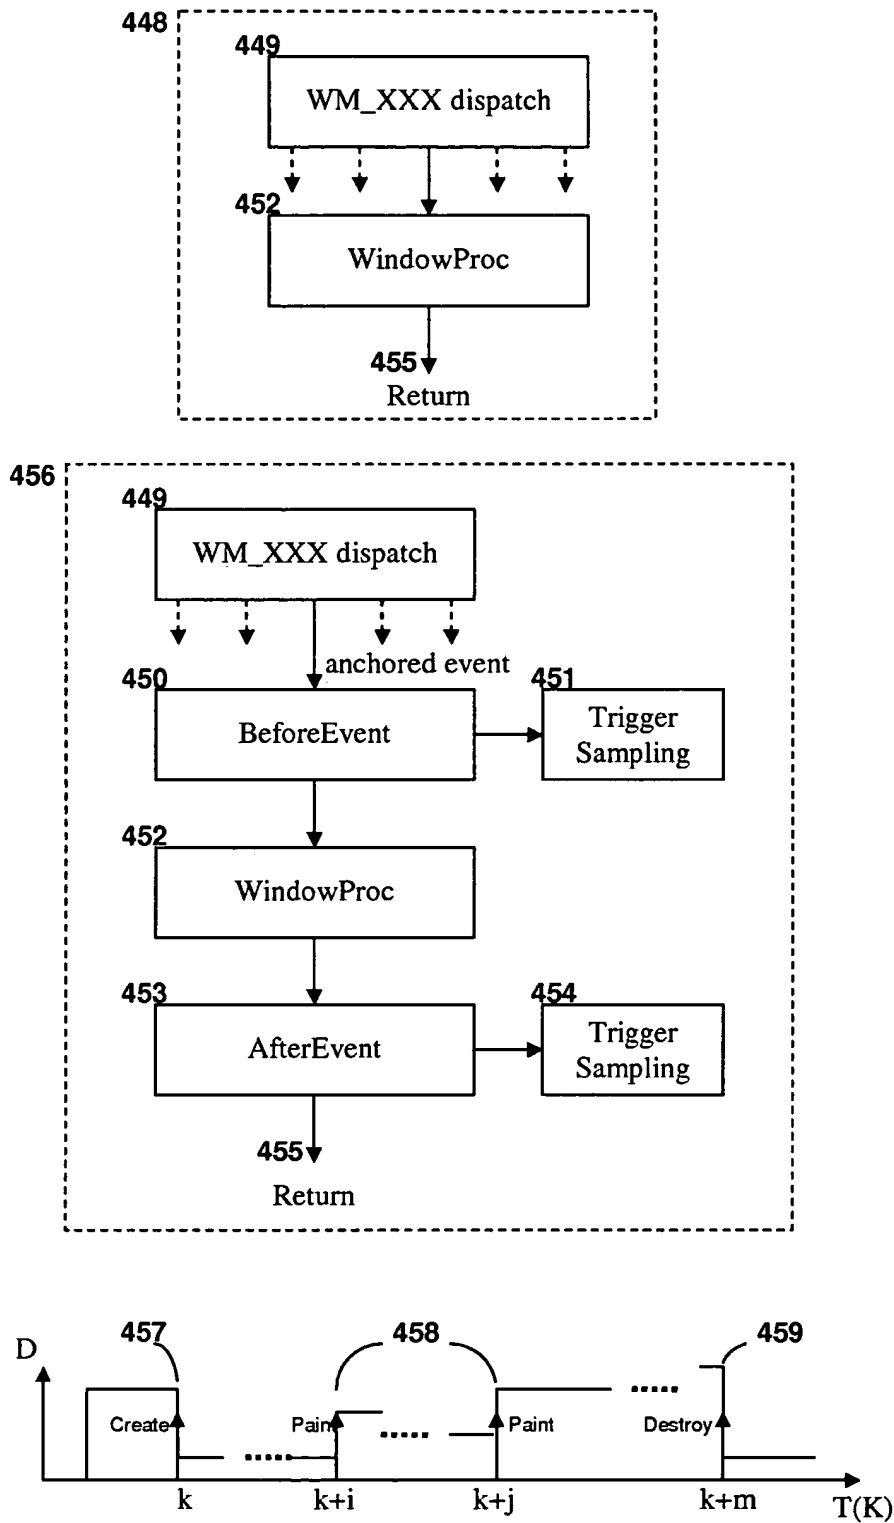 448
449
WM_XXX dispatch
452
WindowProc
455
Return
456
449
WM_XXX dispatch
anchored event
450
BeforeEvent
451
Trigger
Sampling
452
WindowProc
453
AfterEvent
454
Trigger
Sampling
455
Return
457
458
459
D
Create
Paint
Paint
Destroy
k
k+i
k+j
k+m
T(K)